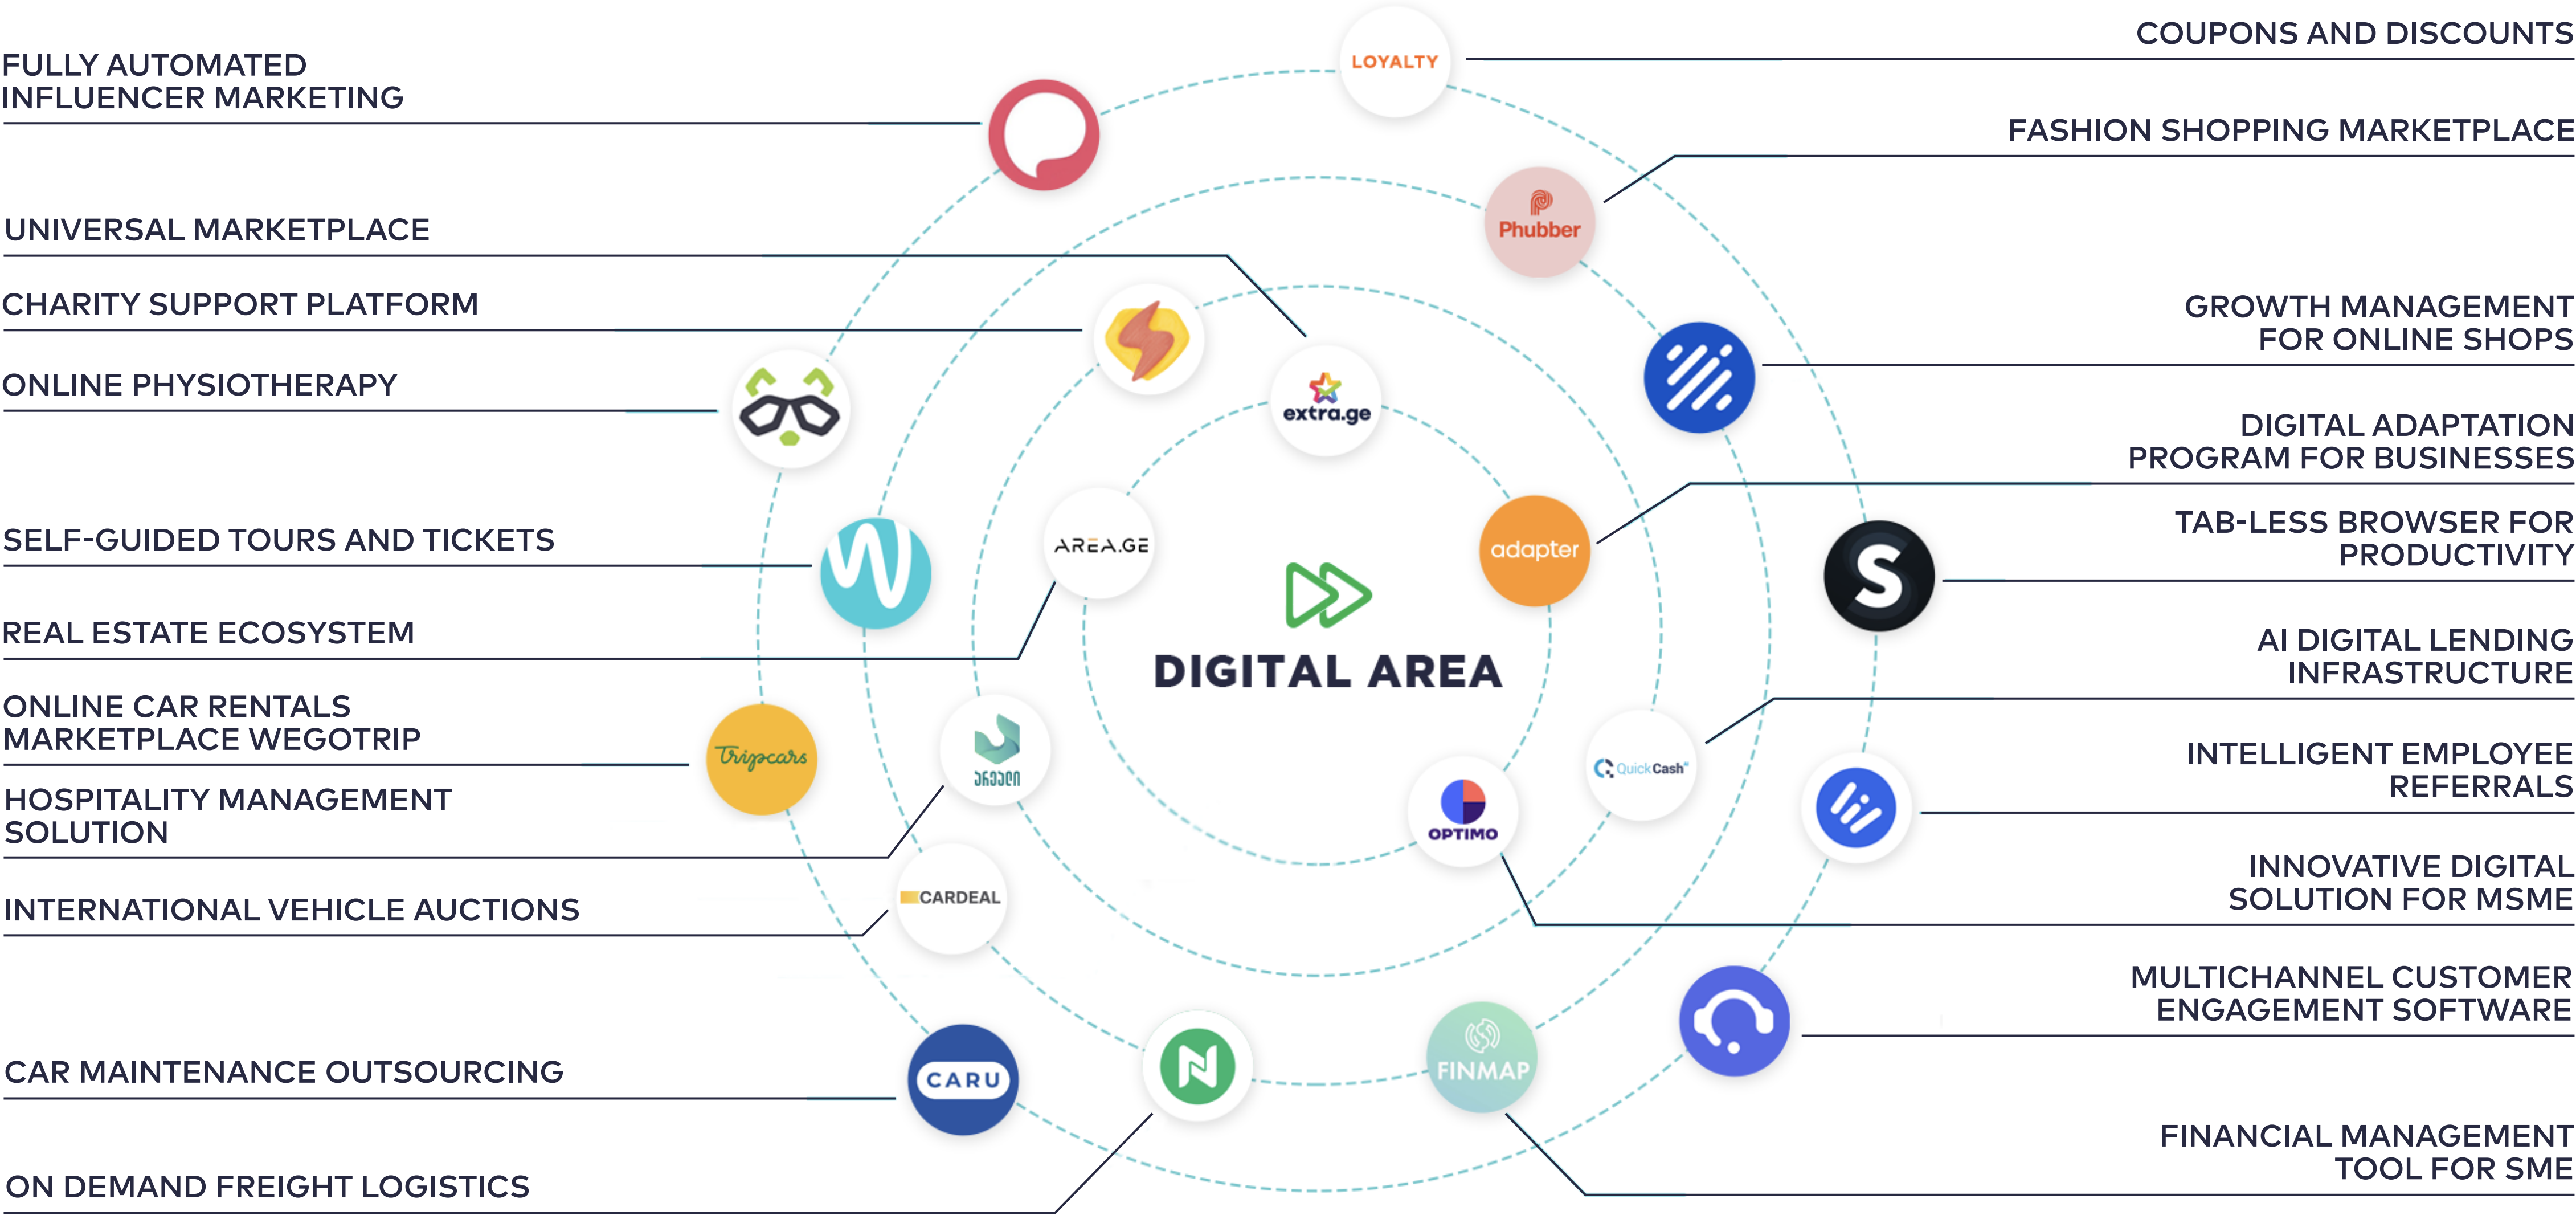 FULLY AUTOMATED
INFLUENCER MARKETING
UNIVERSAL MARKETPLACE
CHARITY SUPPORT PLATFORM
ONLINE PHYSIOTHERAPY
SELF-GUIDED TOURS AND TICKETS
REAL ESTATE ECOSYSTEM
ONLINE CAR RENTALS
MARKETPLACE WEGOTRIP
HOSPITALITY MANAGEMENT
SOLUTION
INTERNATIONAL VEHICLE AUCTIONS
CAR MAINTENANCE OUTSOURCING
ON DEMAND FREIGHT LOGISTICS
LOYALTY
Phubber
extra.ge
AREA.GE
adapter
DIGITAL AREA
Tripcars
არეალი
QuickCash
OPTIMO
CARDEAL
CARU
N
FINMAP
W
S
COUPONS AND DISCOUNTS
FASHION SHOPPING MARKETPLACE
GROWTH MANAGEMENT
FOR ONLINE SHOPS
DIGITAL ADAPTATION
PROGRAM FOR BUSINESSES
TAB-LESS BROWSER FOR
PRODUCTIVITY
AI DIGITAL LENDING
INFRASTRUCTURE
INTELLIGENT EMPLOYEE
REFERRALS
INNOVATIVE DIGITAL
SOLUTION FOR MSME
MULTICHANNEL CUSTOMER
ENGAGEMENT SOFTWARE
FINANCIAL MANAGEMENT
TOOL FOR SME